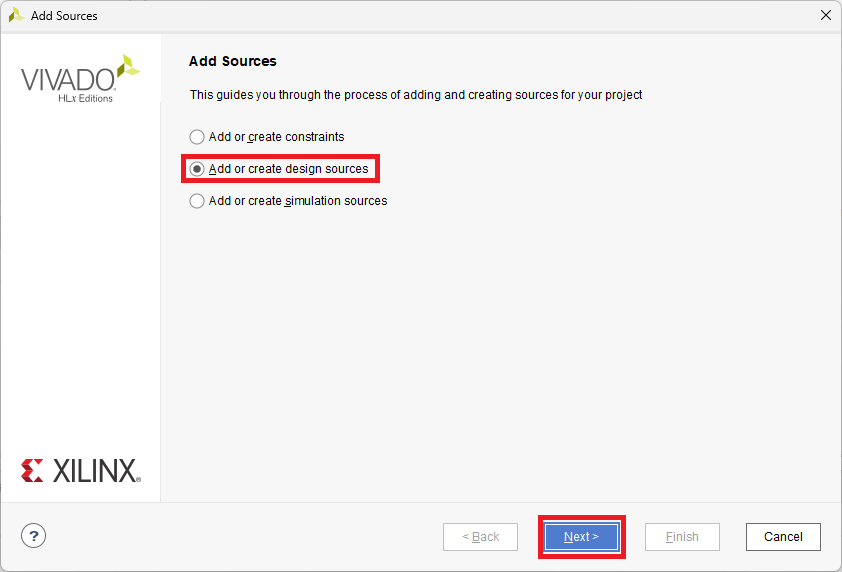 Add Sources
VIVADO
HLx Editions
Add Sources
This guides you through the process of adding and creating sources for your project
Add or create constraints
Add or create design sources
Add or create simulation sources
XILINX
?
< Back
Next >
Finish
Cancel